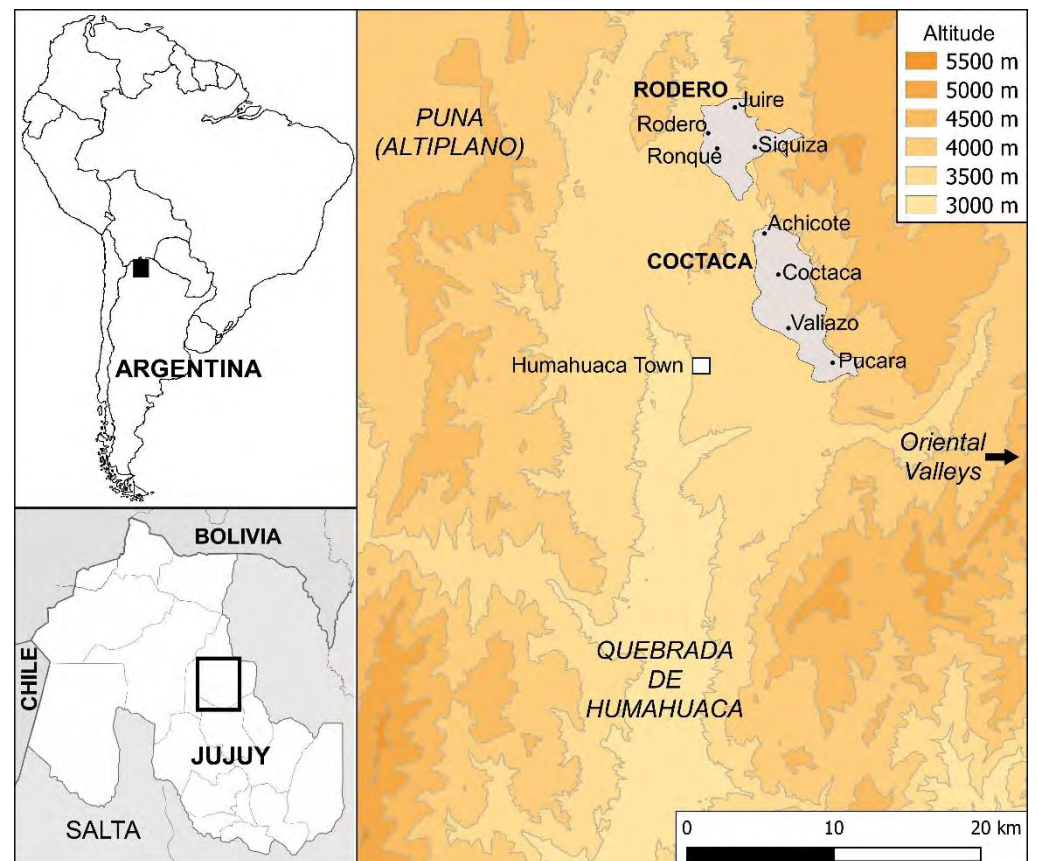 ARGENTINA
BOLIVIA
CHILE
JUJUY
SALTA
PUNA
(ALTIPLANO)
RODERO
Juire
Rodero
Ronque
Siquiza
Achicote
COCTACA
Coctaca
Valiazo
Humahuaca Town
Pucara
Oriental
Valleys
QUEBRADA
DE
HUMAHUACA
Altitude
5500 m
5000 m
4500 m
4000 m
3500 m
3000 m
0 10 20 km